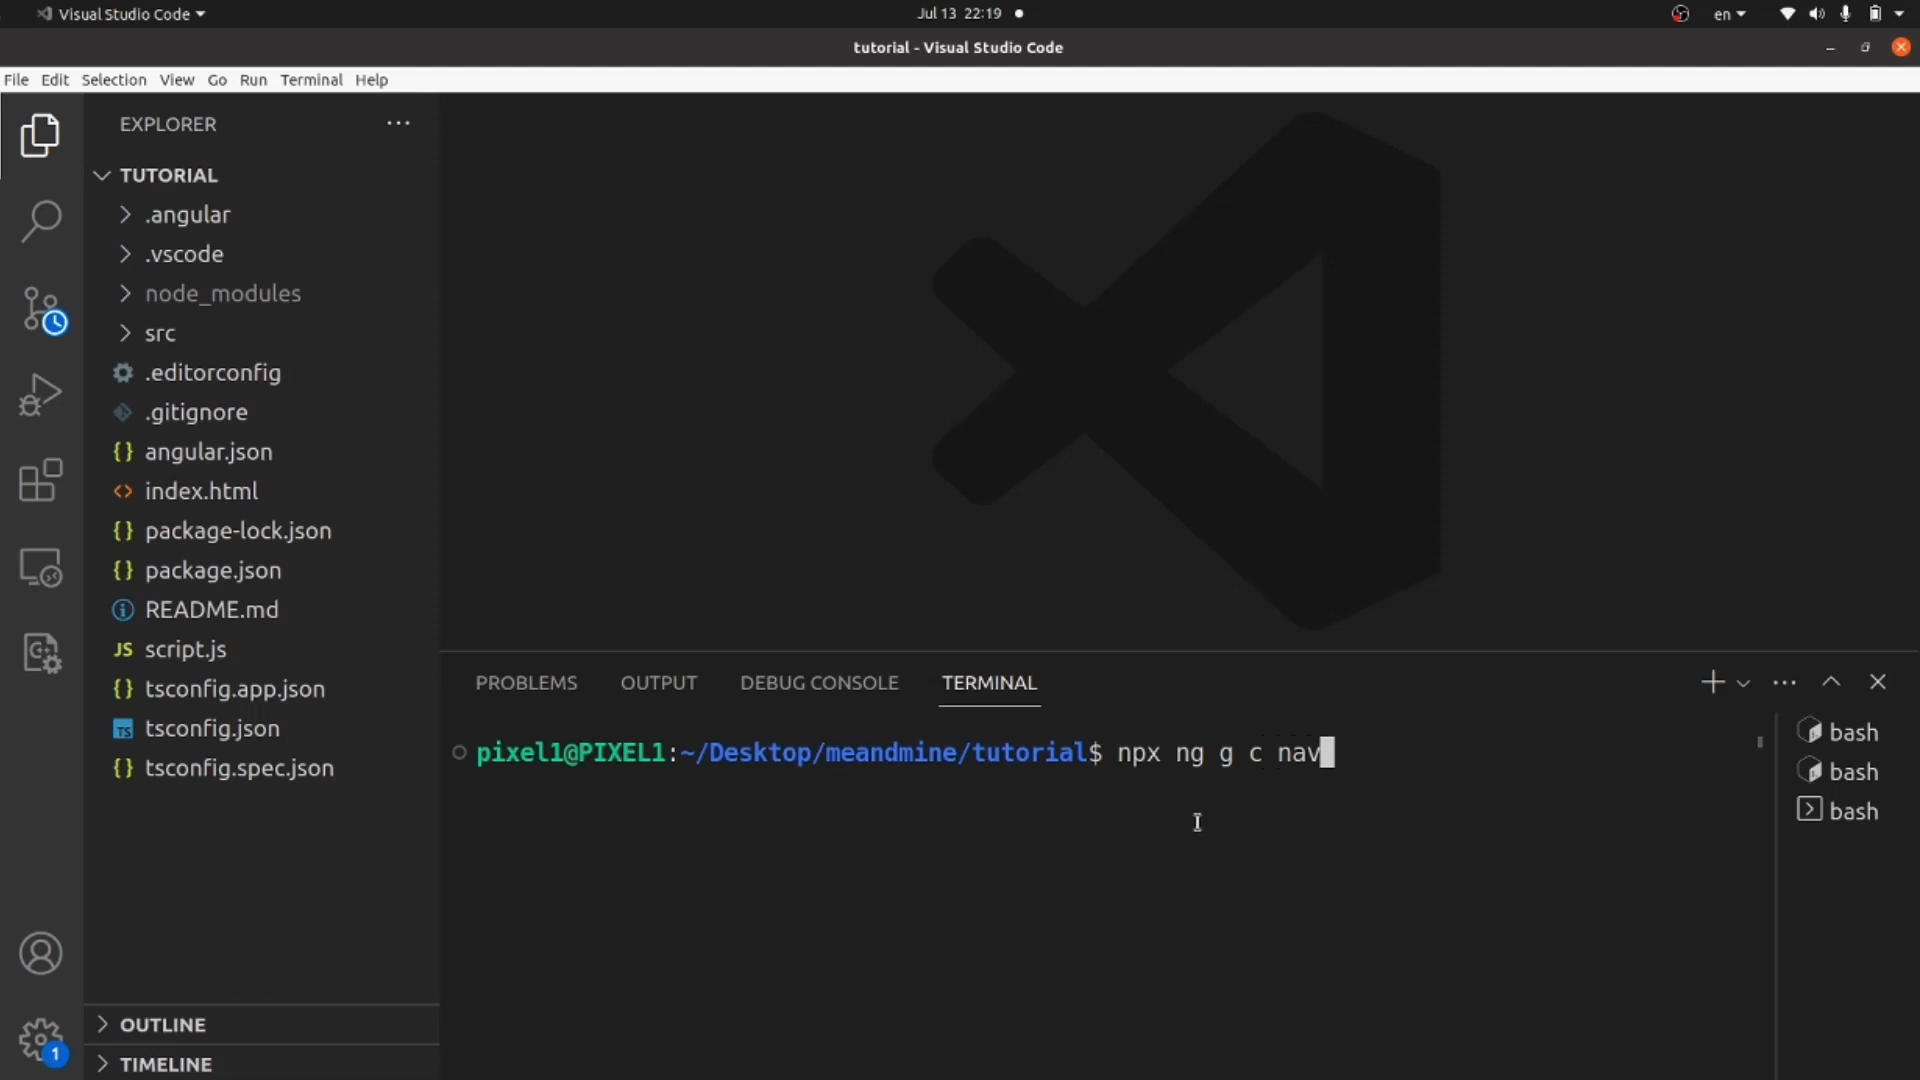 Visual Studio Code
Jul 13 22:19
en
tutorial - Visual Studio Code
File Edit Selection View Go Run Terminal Help
EXPLORER
TUTORIAL
.angular
.vscode
node_modules
src
.editorconfig
.gitignore
{} angular.json
<> index.html
{} package-lock.json
{} package.json
README.md
JS script.js
{} tsconfig.app.json
TS tsconfig.json
{} tsconfig.spec.json
OUTLINE
TIMELINE
1
PROBLEMS OUTPUT DEBUG CONSOLE TERMINAL
pixel1@PIXEL1:~/Desktop/meandmine/tutorial$ npx ng g c nav
bash
bash
bash